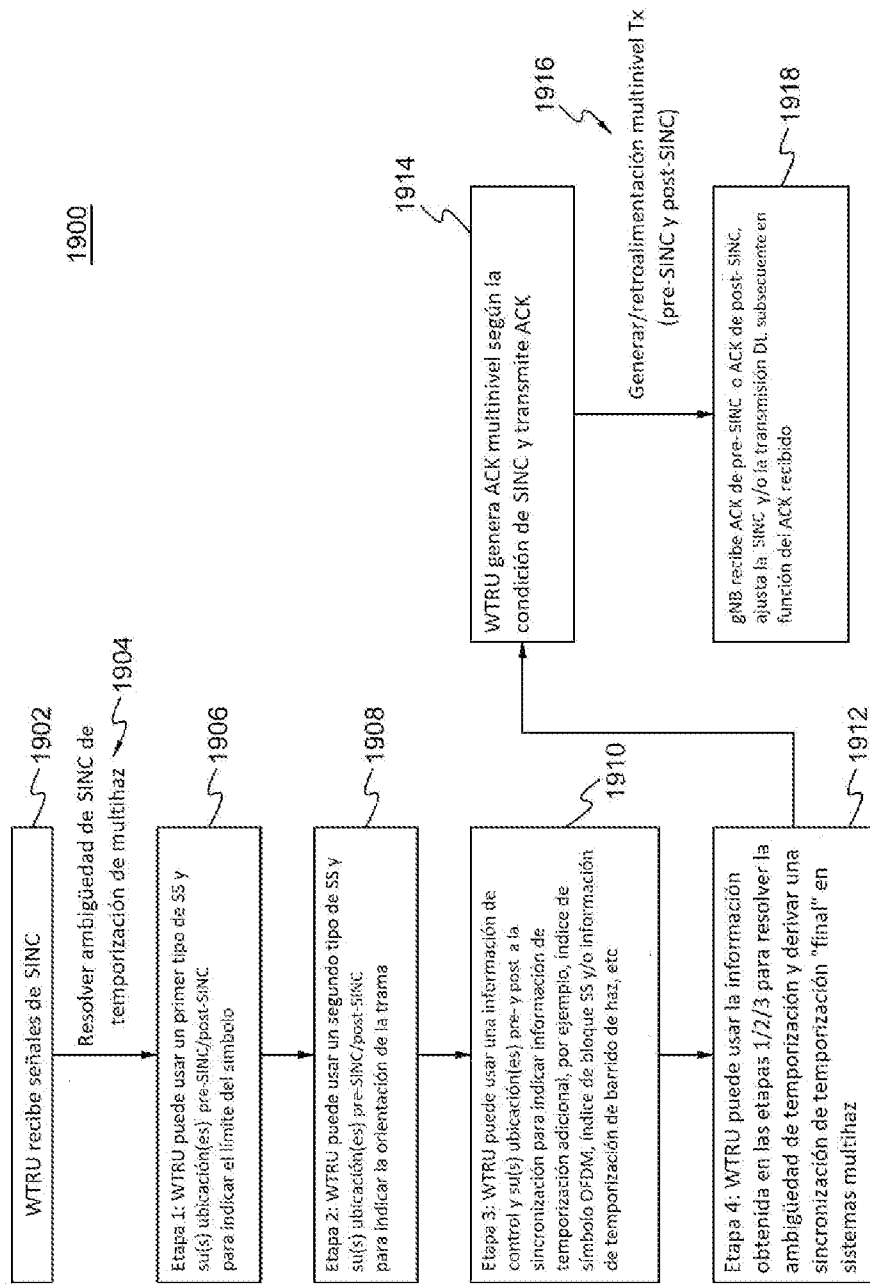 1900
WTRU recibe señales de SINC
1902
Resolver ambigüedad de SINC de
temporización de multihaz
1904
Etapa 1: WTRU puede usar un primer tipo de SS y
su(s) ubicación(es) pre-SINC/post-SINC
para indicar el límite del símbolo
1906
Etapa 2: WTRU puede usar un segundo tipo de SS y
su(s) ubicación(es) pre-SINC/post-SINC
para indicar la orientación de la trama
1908
Etapa 3: WTRU puede usar una información de
control y su(s) ubicación(es) pre- y post a la
sincronización para indicar información de
temporización adicional, por ejemplo, índice de
símbolo OFDM, índice de bloque SS y/o información
de temporización de barrido de haz, etc
1910
Etapa 4: WTRU puede usar la información
obtenida en las etapas 1/2/3 para resolver la
ambigüedad de temporización y derivar una
sincronización de temporización "final" en
sistemas multihaz
1912
WTRU genera ACK multinivel según la
condición de SINC y transmite ACK
1914
Generar/retroalimentación multinivel Tx
(pre-SINC y post-SINC)
1916
gNB recibe ACK de pre-SINC o ACK de post-SINC,
ajusta la SINC y/o la transmisión DL subsecuente en
función del ACK recibido
1918